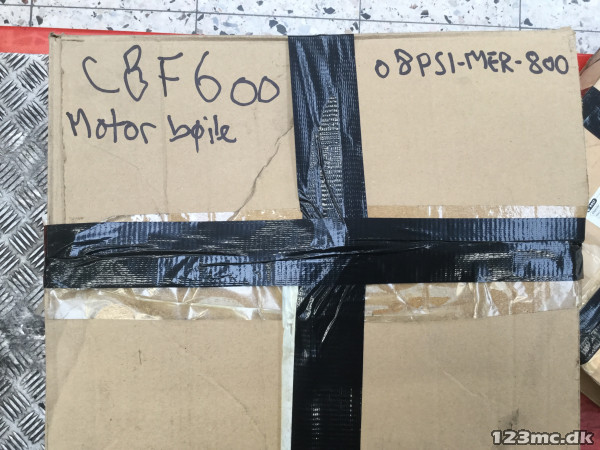 CBF600
Motor bøile
08PSI-MER-800
123mc.dk